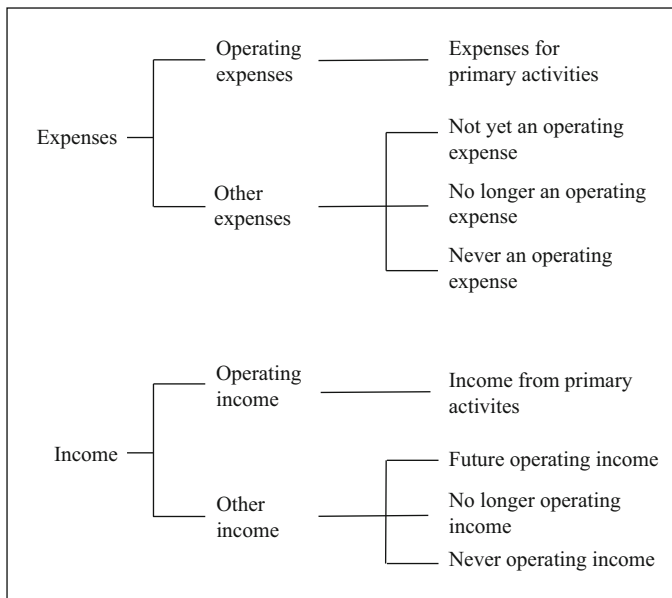 Operating
expenses
Expenses for
primary activities
Expenses
Not yet an operating
expense
Other
expenses
No longer an operating
expense
Never an operating
expense
Operating
income
Income from primary
activites
Income
Future operating income
Other
income
No longer operating
income
Never operating income